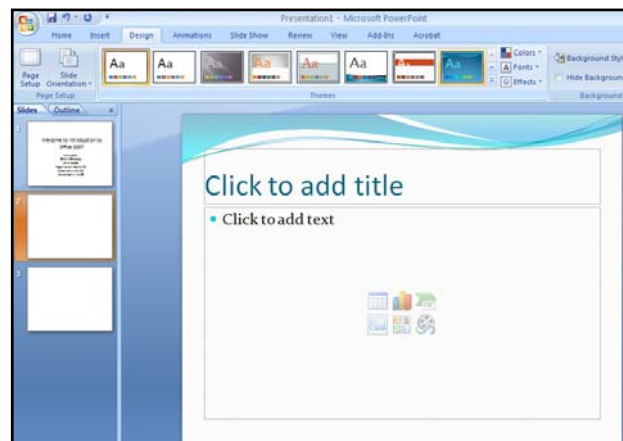 Presentation1 - Microsoft PowerPoint
Home Insert Design Animations Slide Show Review View Add-Ins Acrobat
Aa Aa Aa Aa Aa Aa Aa Aa
Colors
Fonts
Effects
Background Styl
Hide Backgroun
Page Setup
Slide Orientation
Page Setup
Themes
Background
Slides Outline
1
Welcome to Introduction to
Office 2007
2
3
Click to add title
Click to add text